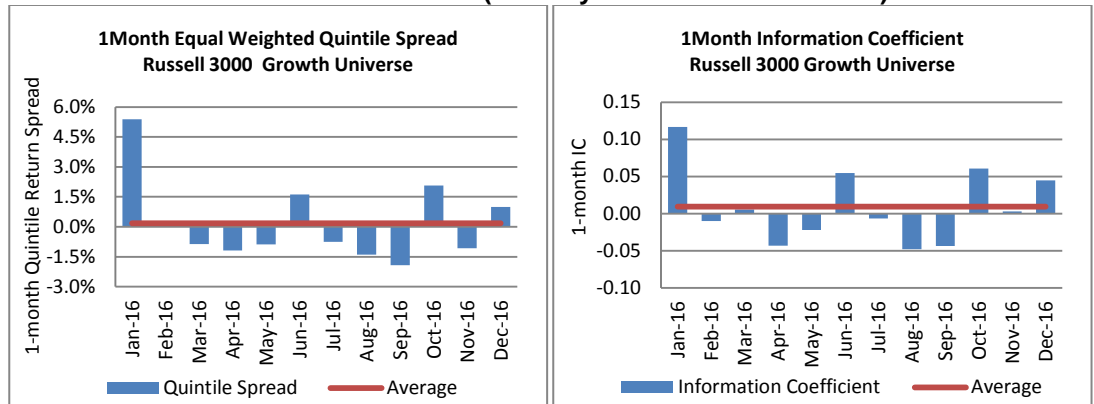 1Month Equal Weighted Quintile Spread
Russell 3000 Growth Universe
1-month Quintile Return Spread
6.0%
4.5%
3.0%
1.5%
0.0%
-1.5%
-3.0%
Jan-16
Feb-16
Mar-16
Apr-16
May-16
Jun-16
Jul-16
Aug-16
Sep-16
Oct-16
Nov-16
Dec-16
Quintile Spread
Average
1Month Information Coefficient
Russell 3000 Growth Universe
1-month IC
0.15
0.10
0.05
0.00
-0.05
-0.10
Jan-16
Feb-16
Mar-16
Apr-16
May-16
Jun-16
Jul-16
Aug-16
Sep-16
Oct-16
Nov-16
Dec-16
Information Coefficient
Average